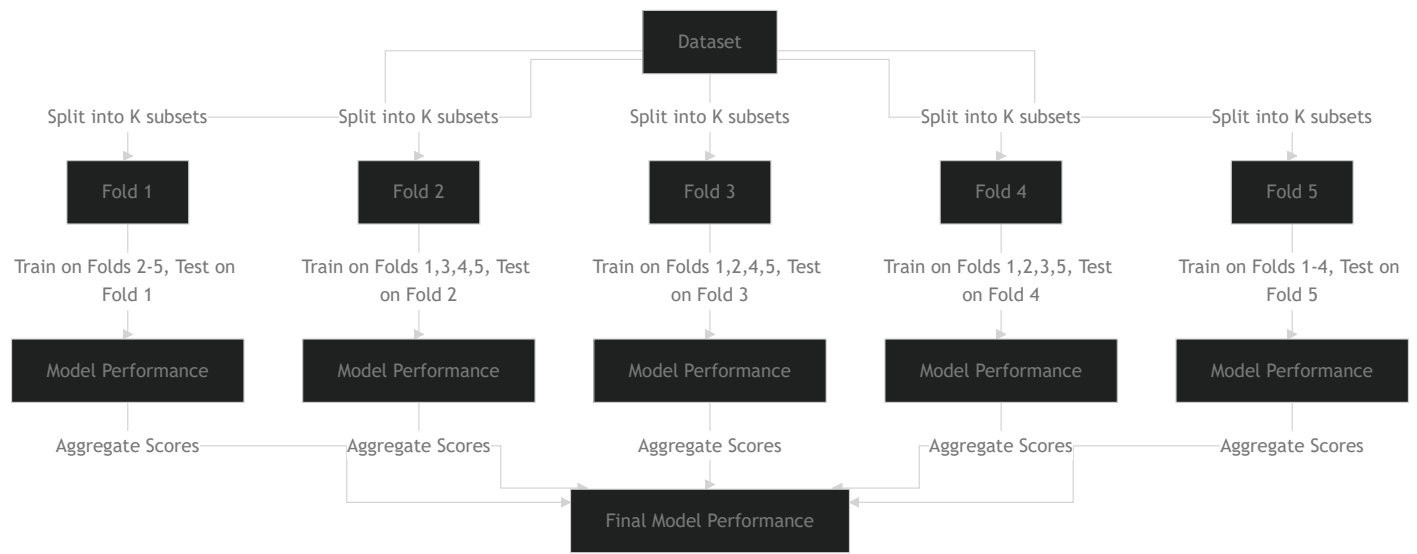 Dataset
Split into K subsets
Split into K subsets
Split into K subsets
Split into K subsets
Split into K subsets
Fold 1
Fold 2
Fold 3
Fold 4
Fold 5
Train on Folds 2-5, Test on
Fold 1
Train on Folds 1,3,4,5, Test
on Fold 2
Train on Folds 1,2,4,5, Test
on Fold 3
Train on Folds 1,2,3,5, Test
on Fold 4
Train on Folds 1-4, Test on
Fold 5
Model Performance
Model Performance
Model Performance
Model Performance
Model Performance
Aggregate Scores
Aggregate Scores
Aggregate Scores
Aggregate Scores
Aggregate Scores
Final Model Performance